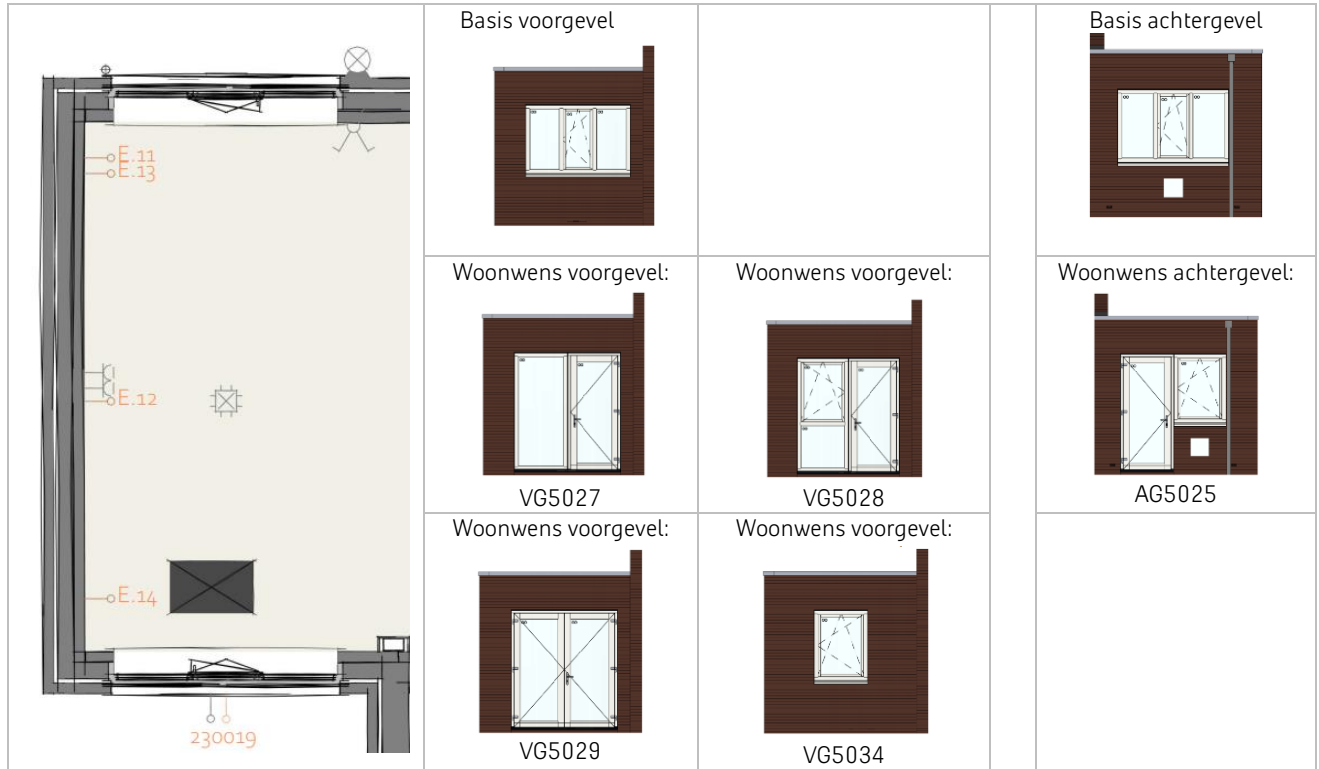 E.11
E.13
E.12
E.14
230019
Basis voorgevel
Basis achtergevel
Woonwens voorgevel:
VG5027
Woonwens voorgevel:
VG5028
Woonwens achtergevel:
AG5025
Woonwens voorgevel:
VG5029
Woonwens voorgevel:
VG5034